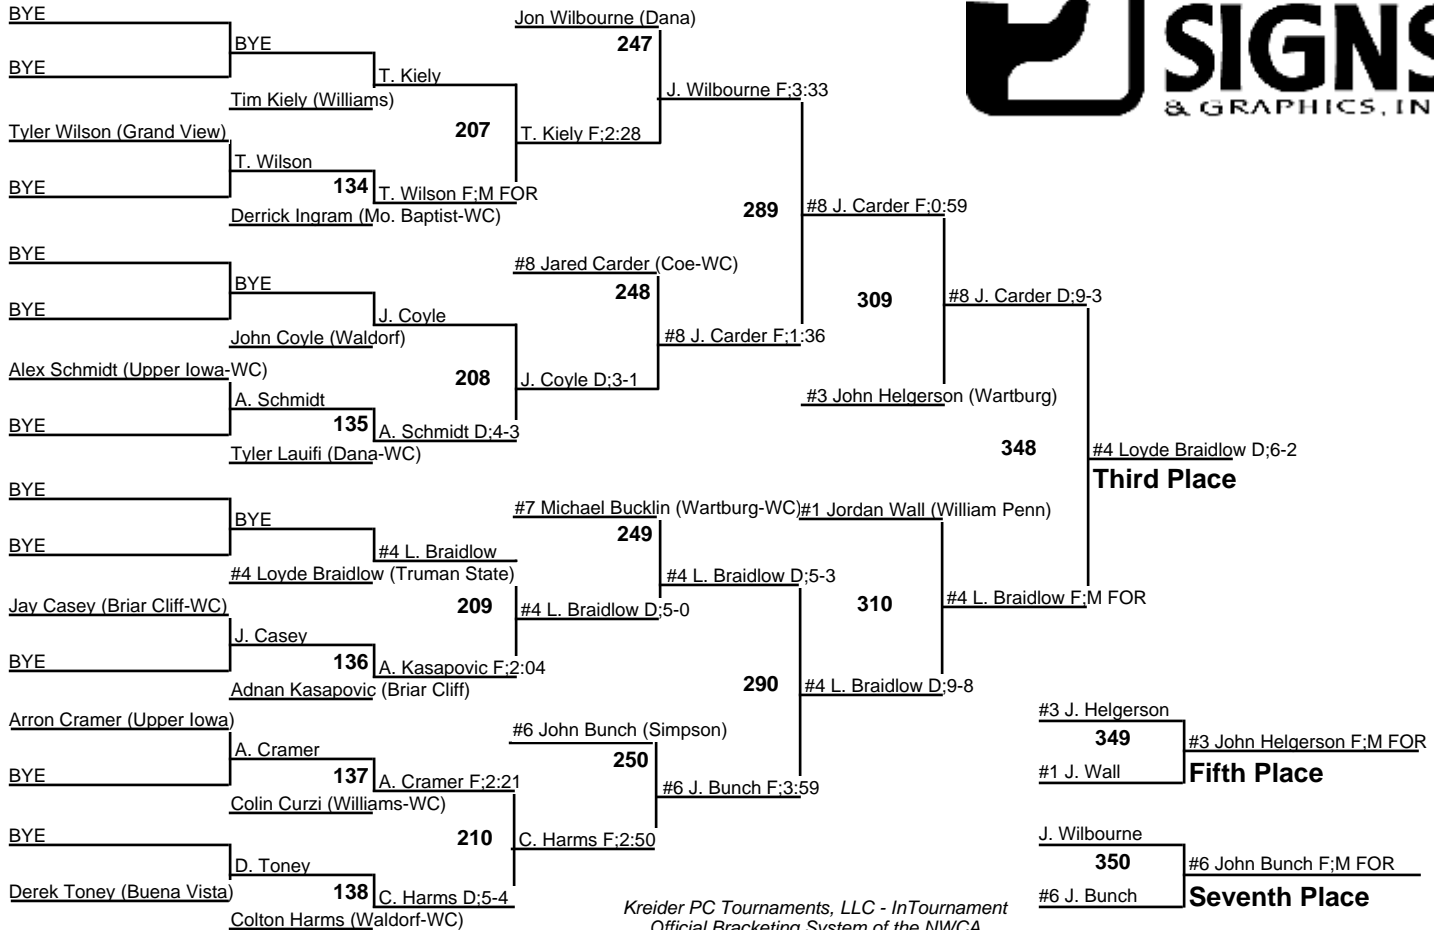 BYE
Jon Wilbourne (Dana)
SIGNS
& GRAPHICS, IN
247
BYE
BYE
T. Kiely
J. Wilbourne F;3:33
Tim Kiely (Williams)
Tyler Wilson (Grand View)
207
T. Kiely F;2:28
T. Wilson
BYE
134
T. Wilson F;M FOR
Derrick Ingram (Mo. Baptist-WC)
289
#8 J. Carder F;0:59
BYE
#8 Jared Carder (Coe-WC)
BYE
248
309
#8 J. Carder D;9-3
BYE
J. Coyle
John Coyle (Waldorf)
#8 J. Carder F;1:36
Alex Schmidt (Upper Iowa-WC)
208
J. Coyle D;3-1
A. Schmidt
#3 John Helgerson (Wartburg)
BYE
135
A. Schmidt D;4-3
Tyler Lauifi (Dana-WC)
348
#4 Loyde Braidlow D;6-2
Third Place
BYE
#7 Michael Bucklin (Wartburg-WC)
#1 Jordan Wall (William Penn)
BYE
249
BYE
#4 L. Braidlow
#4 Loyde Braidlow (Truman State)
#4 L. Braidlow D;5-3
Jay Casey (Briar Cliff-WC)
209
#4 L. Braidlow D;5-0
310
#4 L. Braidlow F;M FOR
J. Casey
BYE
136
A. Kasapovic F;2:04
Adnan Kasapovic (Briar Cliff)
290
#4 L. Braidlow D;9-8
Arron Cramer (Upper Iowa)
#6 John Bunch (Simpson)
#3 J. Helgerson
A. Cramer
250
349
#3 John Helgerson F;M FOR
BYE
137
A. Cramer F;2:21
#6 J. Bunch F;3:59
#1 J. Wall
Fifth Place
Colin Curzi (Williams-WC)
BYE
210
C. Harms F;2:50
J. Wilbourne
D. Toney
350
#6 John Bunch F;M FOR
Derek Toney (Buena Vista)
138
C. Harms D;5-4
#6 J. Bunch
Seventh Place
Colton Harms (Waldorf-WC)
Kreider PC Tournaments, LLC - InTournament
Official Bracketing System of the NWCA